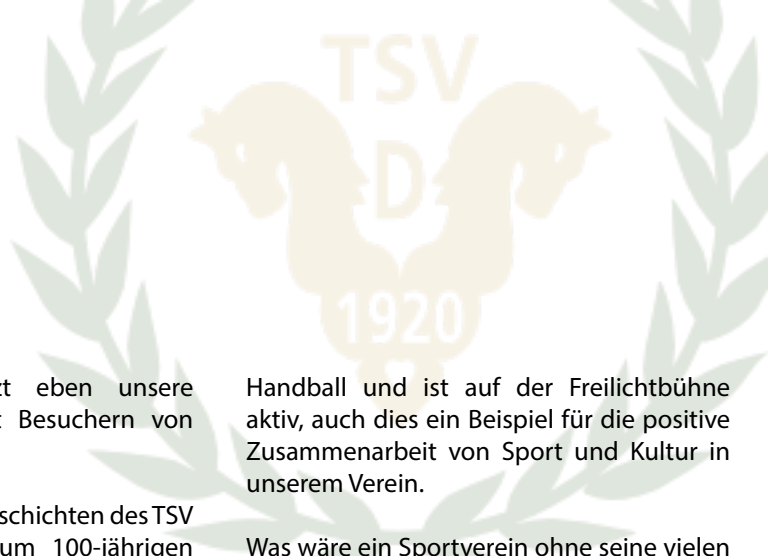 TSV
D
1920
eben unsere
Besuchern von
des TSV
um 100-jährigen
Handball und ist auf der Freilichtbühne
aktiv, auch dies ein Beispiel für die positive
Zusammenarbeit von Sport und Kultur in
unserem Verein.
Was wäre ein Sportverein ohne seine vielen